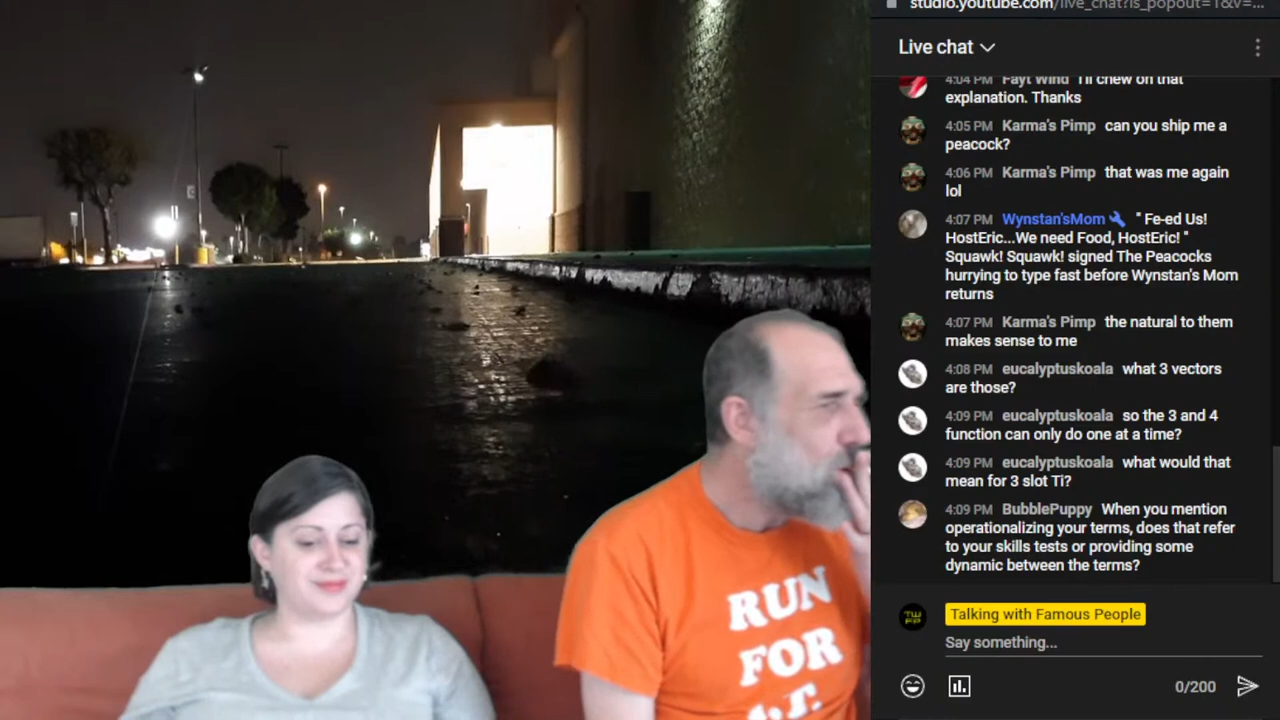 studio.youtube.com/live_chat?is_popout=1&v=...
Live chat
4:04 PM Fayt Wind I'll chew on that
explanation. Thanks
4:05 PM Karma's Pimp can you ship me a
peacock?
4:06 PM Karma's Pimp that was me again
lol
4:07 PM Wynstan'sMom " Fe-ed Us!
HostEric...We need Food, HostEric! "
Squawk! Squawk! signed The Peacocks
hurrying to type fast before Wynstan's Mom
returns
4:07 PM Karma's Pimp the natural to them
makes sense to me
4:08 PM eucalyptuskoala what 3 vectors
are those?
4:09 PM eucalyptuskoala so the 3 and 4
function can only do one at a time?
4:09 PM eucalyptuskoala what would that
mean for 3 slot Ti?
4:09 PM BubblePuppy When you mention
operationalizing your terms, does that refer
to your skills tests or providing some
dynamic between the terms?
TW
FP
Talking with Famous People
Say something...
0/200
RUN
FOR